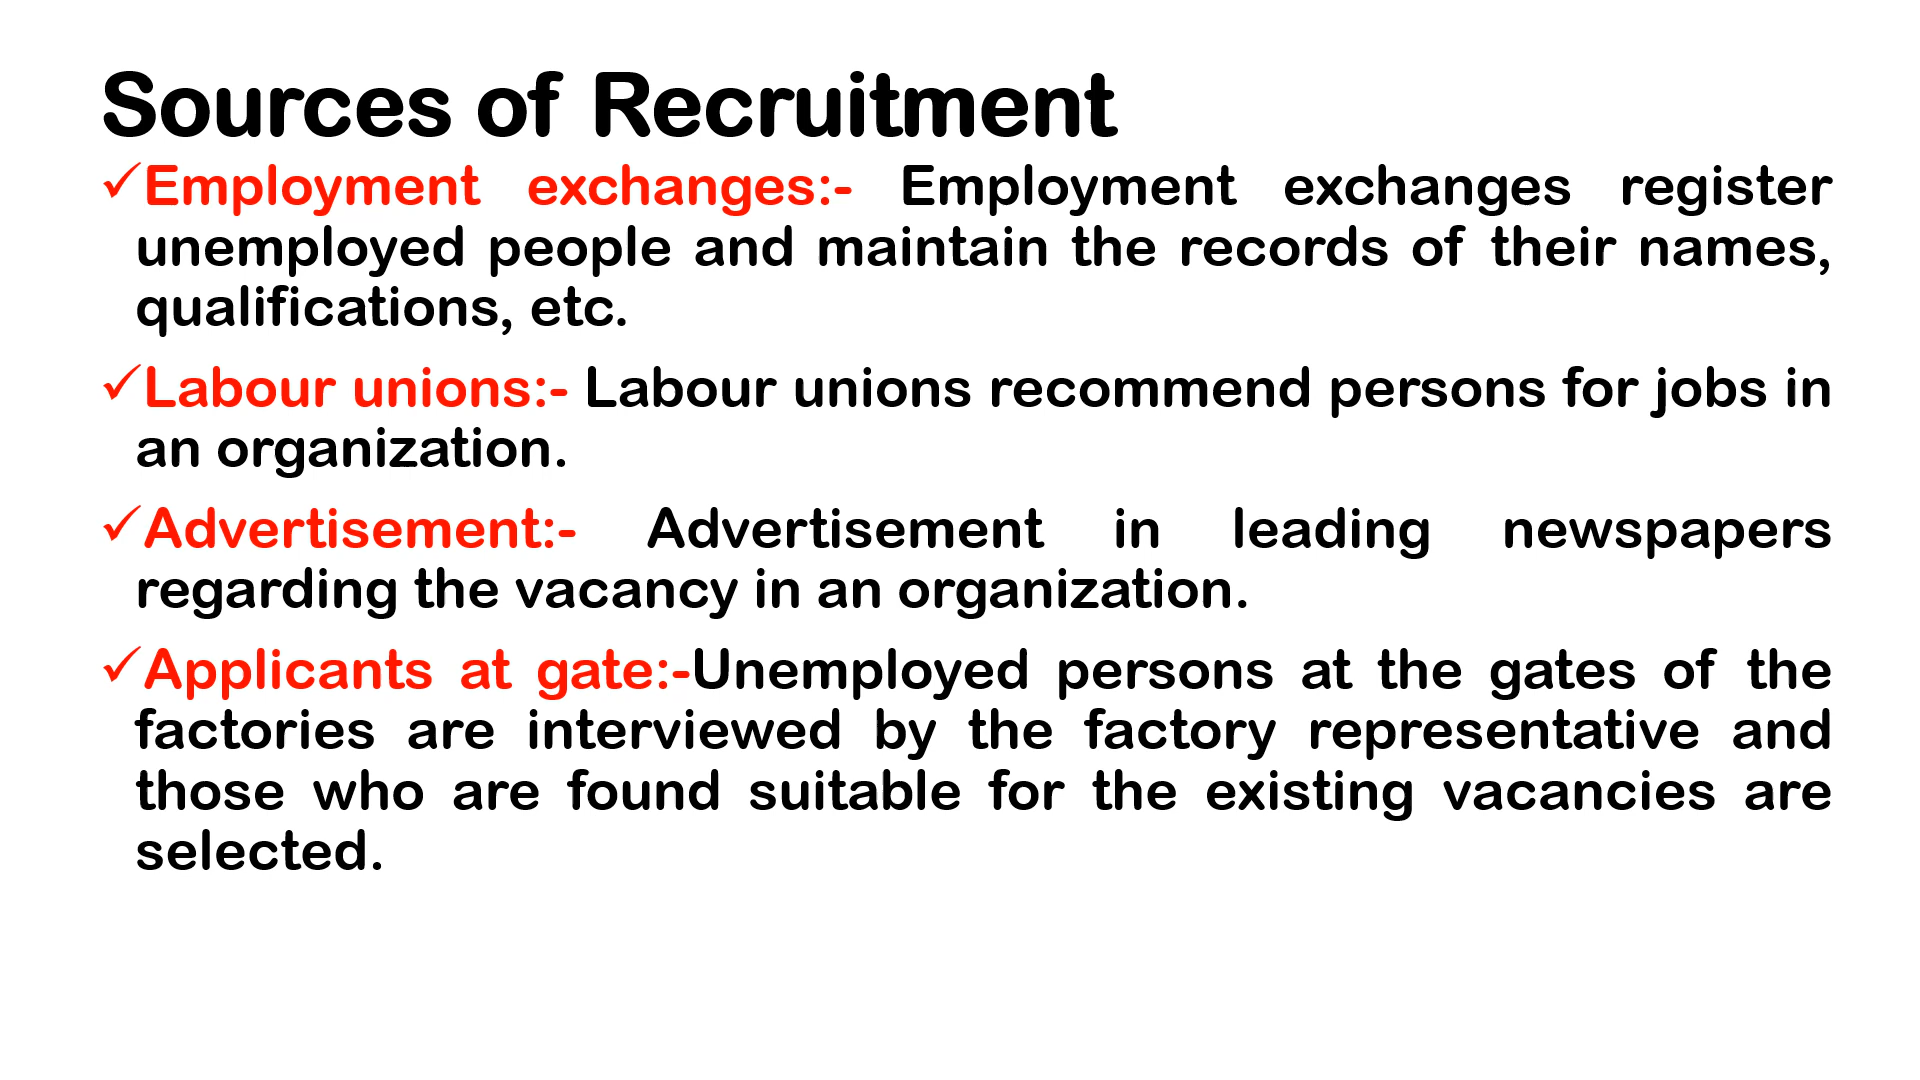 Sources of Recruitment
✓Employment exchanges:- Employment exchanges register
unemployed people and maintain the records of their names,
qualifications, etc.
✓Labour unions:- Labour unions recommend persons for jobs in
an organization.
✓Advertisement:- Advertisement in leading newspapers
regarding the vacancy in an organization.
✓Applicants at gate:-Unemployed persons at the gates of the
factories are interviewed by the factory representative and
those who are found suitable for the existing vacancies are
selected.